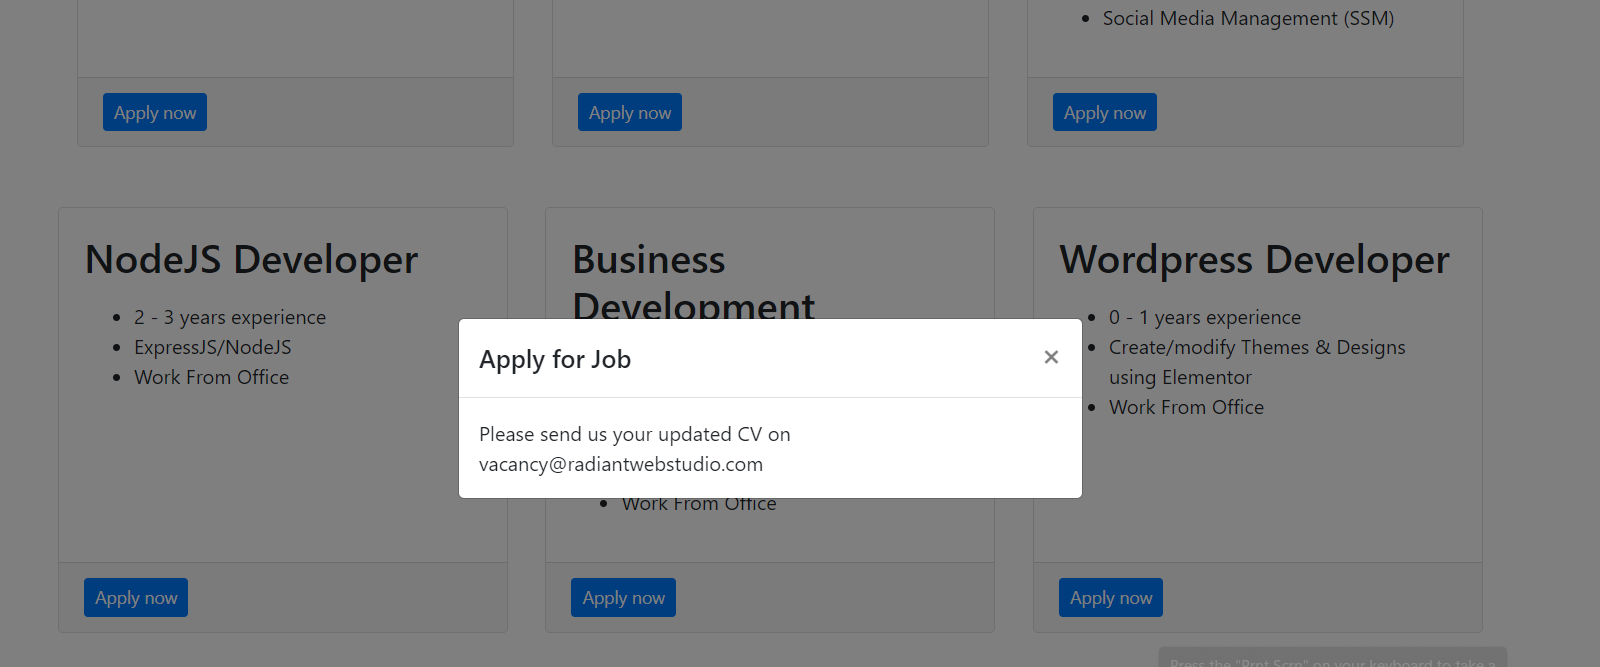 Social Media Management (SSM)
Apply now
Apply now
Apply now
NodeJS Developer
2 - 3 years experience
ExpressJS/NodeJS
Work From Office
Business
Development
Wordpress Developer
0 - 1 years experience
Create/modify Themes & Designs
using Elementor
Work From Office
Apply for Job
×
Please send us your updated CV on
vacancy@radiantwebstudio.com
Work From Office
Apply now
Apply now
Apply now
Press the "Prnt Scrn" on your keyboard to take a